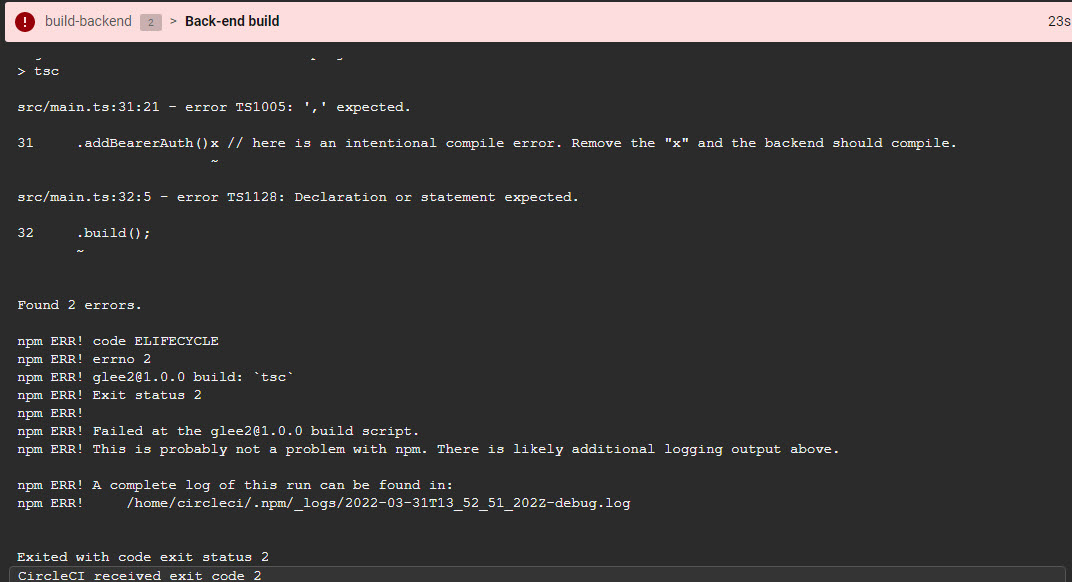 build-backend 2 > Back-end build 23s
> tsc
src/main.ts:31:21 - error TS1005: ',' expected.
31     .addBearerAuth()x // here is an intentional compile error. Remove the "x" and the backend should compile.
~
src/main.ts:32:5 - error TS1128: Declaration or statement expected.
32     .build();
~
Found 2 errors.
npm ERR! code ELIFECYCLE
npm ERR! errno 2
npm ERR! glee2@1.0.0 build: `tsc`
npm ERR! Exit status 2
npm ERR!
npm ERR! Failed at the glee2@1.0.0 build script.
npm ERR! This is probably not a problem with npm. There is likely additional logging output above.
npm ERR! A complete log of this run can be found in:
npm ERR!     /home/circleci/.npm/_logs/2022-03-31T13_52_51_202Z-debug.log
Exited with code exit status 2
CircleCI received exit code 2